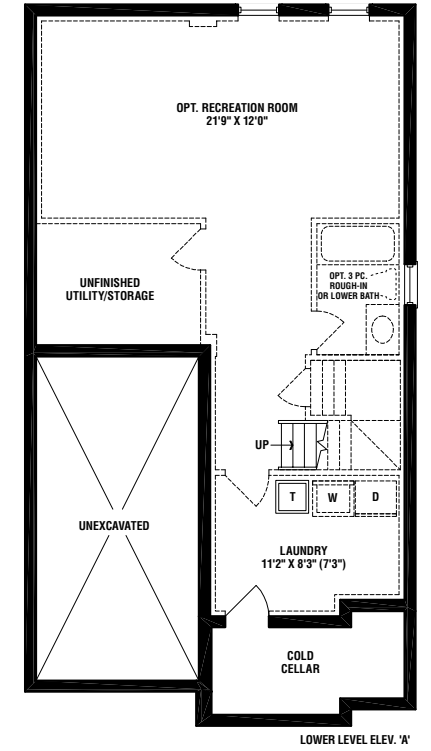 OPT. RECREATION ROOM
21'9" X 12'0"
UNFINISHED
UTILITY/STORAGE
OPT. 3 PC.
ROUGH-IN
OR LOWER BATH
UP
T
W
D
UNEXCAVATED
LAUNDRY
11'2" X 8'3" (7'3")
COLD
CELLAR
LOWER LEVEL ELEV. 'A'